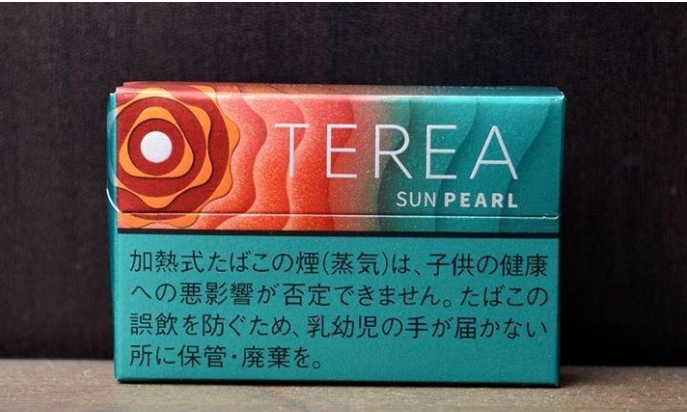 TEREA
SUN PEARL
加熱式たばこの煙(蒸気)は、子供の健康
への悪影響が否定できません。たばこの
誤飲を防ぐため、乳幼児の手が届かない
所に保管・廃棄を。